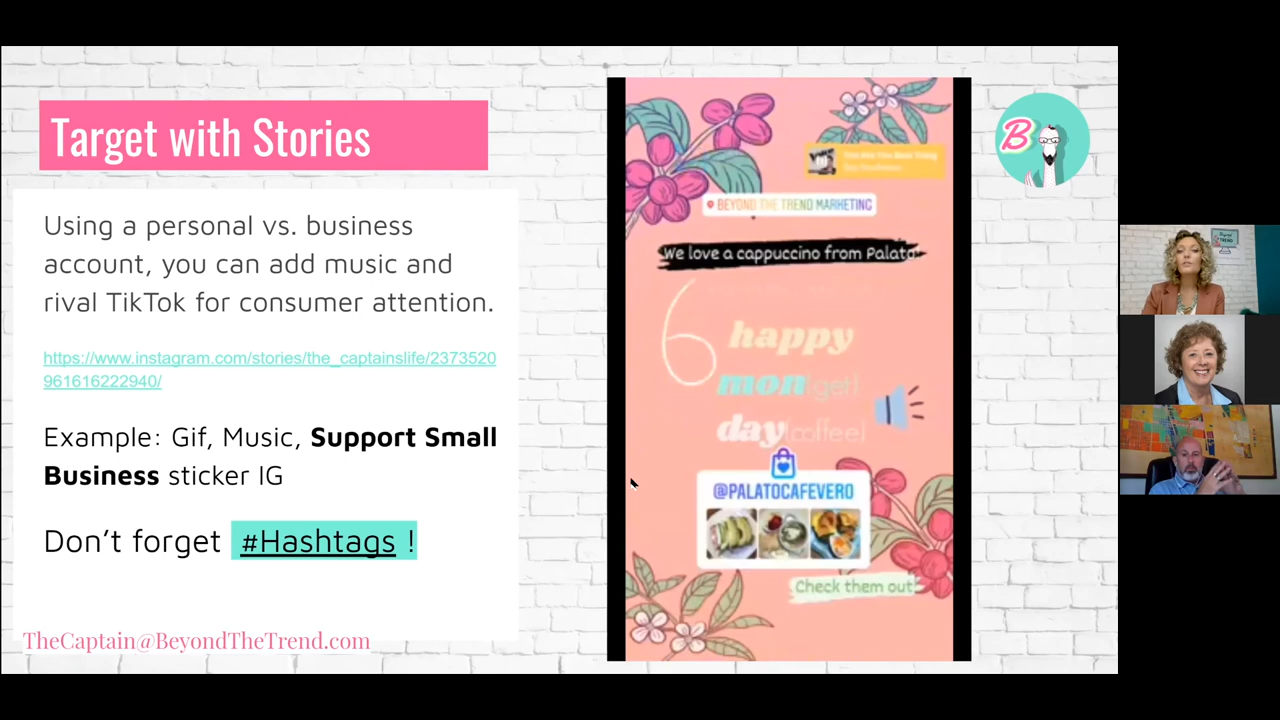 Target with Stories
Using a personal vs. business
account, you can add music and
rival TikTok for consumer attention.
https://www.instagram.com/stories/the_captainslife/2373520
961616222940/
Example: Gif, Music, Support Small
Business sticker IG
Don't forget #Hashtags !
TheCaptain@BeyondTheTrend.com
BEYOND THE TREND MARKETING
We love a cappuccino from Palato
happy
mon(get)
day(coffee)
@PALATOCAFEVERO
Check them out!
B